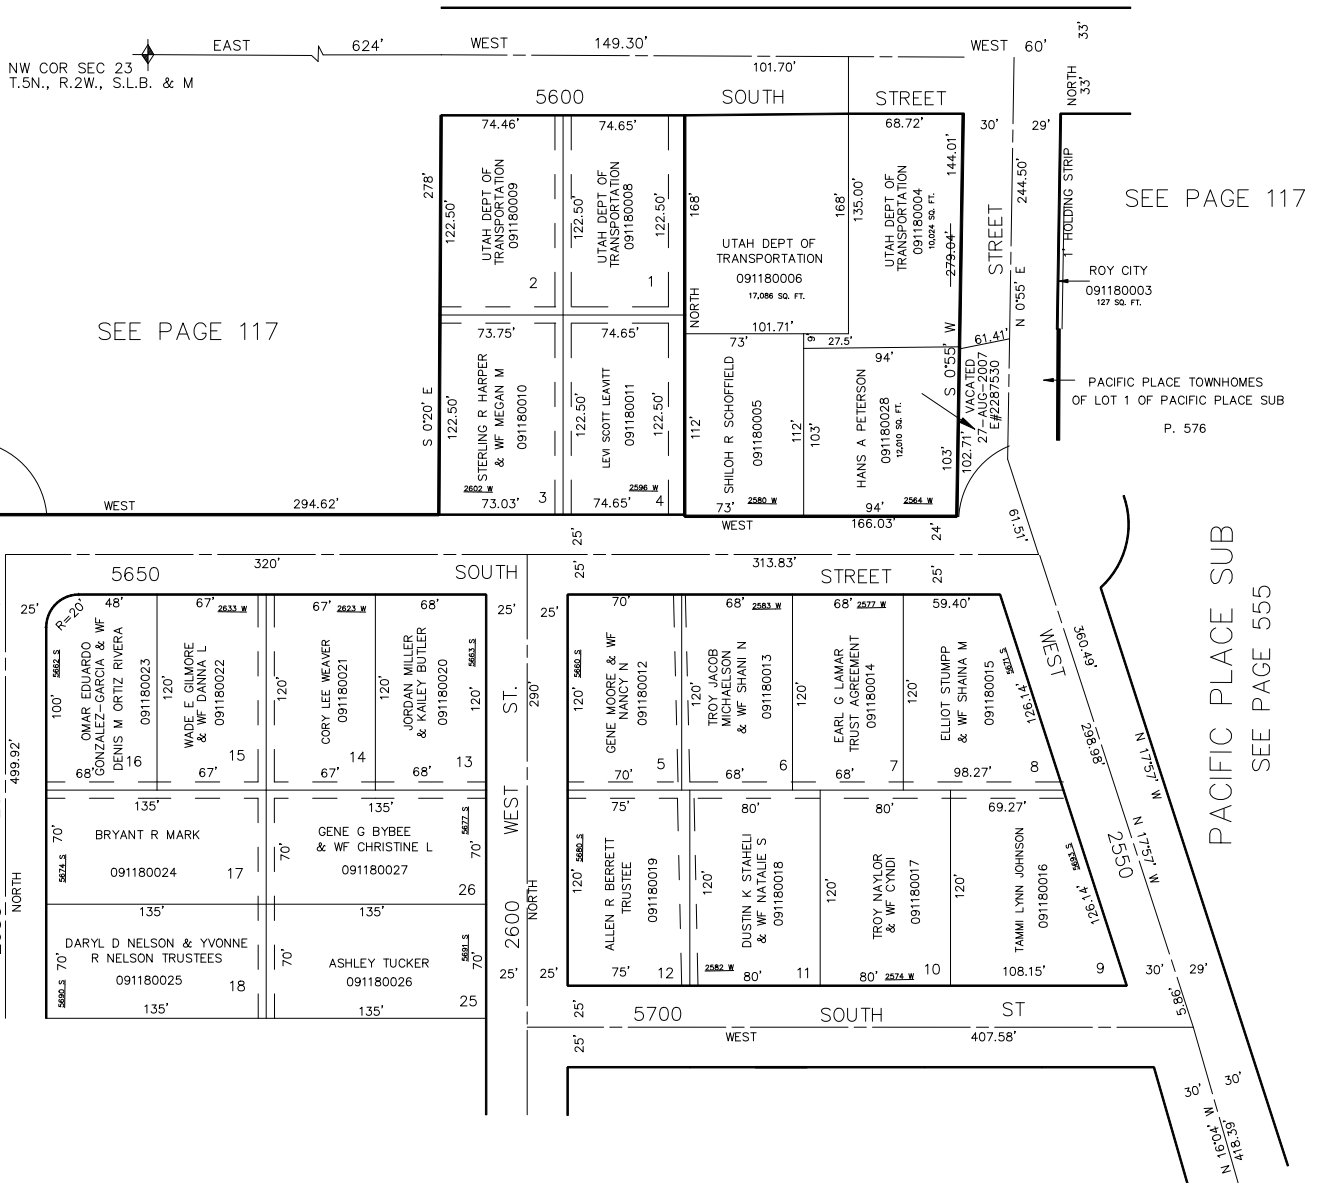 EAST 624' WEST 149.30' WEST 60' 33'
NW COR SEC 23
T.5N., R.2W., S.L.B. & M
101.70'
NORTH
33'
5600 SOUTH STREET
74.46' 74.65' 68.72' 30' 29'
278'
122.50'
UTAH DEPT OF
TRANSPORTATION
091180009
2
122.50'
UTAH DEPT OF
TRANSPORTATION
091180008
122.50'
1
168'
NORTH
UTAH DEPT OF
TRANSPORTATION
091180006
17,086 SQ. FT.
101.71'
168'
135.00'
UTAH DEPT OF
TRANSPORTATION
091180004
10,024 SQ. FT.
144.01'
279.04'
S 0°55' W
STREET
244.50'
N 0°55' E
1' HOLDING STRIP
SEE PAGE 117
ROY CITY
091180003
127 SQ. FT.
SEE PAGE 117
73.75' 74.65' 73' 9' 27.5' 94' 61.41'
S 0°20' E
122.50'
STERLING R HARPER
& WF MEGAN M
091180010
2602 W
73.03' 3
122.50'
LEVI SCOTT LEAVITT
091180011
122.50'
2596 W
74.65' 4
112'
SHILOH R SCHOFFIELD
091180005
112'
73' 2580 W
103'
HANS A PETERSON
091180028
12,010 SQ. FT.
103'
94' 2564 W
102.71'
VACATED
27-AUG-2007
E#2287530
PACIFIC PLACE TOWNHOMES
OF LOT 1 OF PACIFIC PLACE SUB
P. 576
WEST 294.62' WEST 166.03'
25' 24' 61.51'
320' 25' 313.83' 25'
5650 SOUTH STREET
25' R=20' 48' 67' 2633 W 67' 2623 W 68' 25' 25' 70' 68' 2583 W 68' 2577 W 59.40'
5662 S
100'
OMAR EDUARDO
GONZALEZ-GARCIA & WF
DENIS M ORTIZ RIVERA
091180023
68' 16
120'
WADE E GILMORE
& WF DANNA L
091180022
67' 15
120'
CORY LEE WEAVER
091180021
67' 14
120'
JORDAN MILLER
& KAILEY BUTLER
091180020
5663 S
120'
68' 13
ST.
290'
5660 S
120'
GENE MOORE & WF
NANCY N
091180012
70' 5
120'
TROY JACOB
MICHAELSON
& WF SHANI N
091180013
68' 6
120'
EARL G LAMAR
TRUST AGREEMENT
091180014
68' 7
120'
ELLIOT STUMPP
& WF SHAINA M
091180015
5671 S
126.14'
98.27' 8
WEST
360.49'
298.98'
N 17°57' W
N 17°57' W
2550
PACIFIC PLACE SUB
SEE PAGE 555
499.92'
NORTH
135'
70'
BRYANT R MARK
5674 S
091180024 17
135'
135'
70'
GENE G BYBEE
& WF CHRISTINE L
091180027
5677 S
70'
26
135'
DARYL D NELSON & YVONNE
R NELSON TRUSTEES
70'
5690 S
091180025 18
135'
70'
ASHLEY TUCKER
091180026
5691 S
70'
25
135'
WEST
2600
NORTH
25' 25'
75' 80' 80' 69.27'
5680 S
120'
ALLEN R BERRETT
TRUSTEE
091180019
75' 12
120'
DUSTIN K STAHELI
& WF NATALIE S
091180018
2582 W
80' 11
120'
TROY NAYLOR
& WF CYNDI
091180017
80' 2574 W 10
120'
TAMMI LYNN JOHNSON
091180016
5693 S
126.14'
108.15' 9
30' 29'
5.86'
25' 5700 SOUTH ST
25' WEST 407.58'
30' 30'
N 16°04' W
418.39'